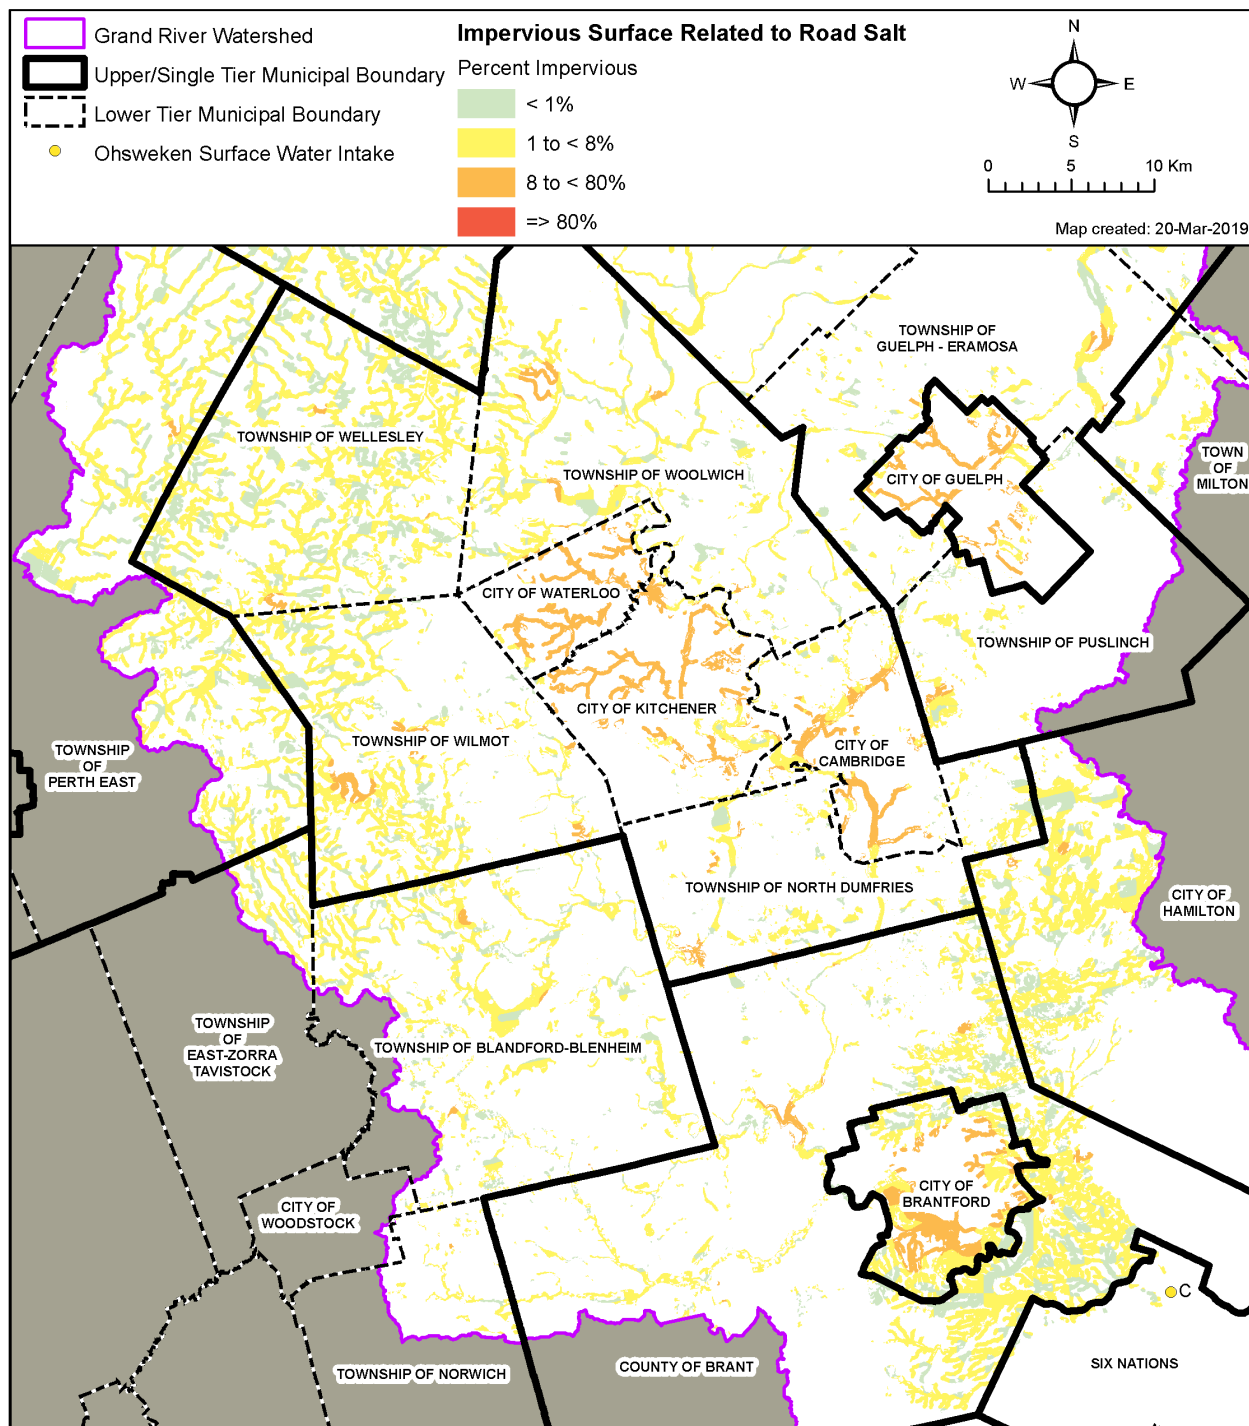 Grand River Watershed
Upper/Single Tier Municipal Boundary
Lower Tier Municipal Boundary
Ohsweken Surface Water Intake
Impervious Surface Related to Road Salt
Percent Impervious
< 1%
1 to < 8%
8 to < 80%
=> 80%
N
W
E
S
0
5
10 Km
Map created: 20-Mar-2019
TOWNSHIP OF
GUELPH - ERAMOSA
TOWNSHIP OF WELLESLEY
TOWNSHIP OF WOOLWICH
CITY OF GUELPH
TOWN
OF
MILTON
CITY OF WATERLOO
TOWNSHIP OF PUSLINCH
CITY OF KITCHENER
TOWNSHIP OF WILMOT
CITY OF
CAMBRIDGE
TOWNSHIP
OF
PERTH EAST
TOWNSHIP OF NORTH DUMFRIES
CITY OF
HAMILTON
TOWNSHIP
OF
EAST-ZORRA
TAVISTOCK
TOWNSHIP OF BLANDFORD-BLENHEIM
CITY OF
WOODSTOCK
CITY OF
BRANTFORD
C
TOWNSHIP OF NORWICH
COUNTY OF BRANT
SIX NATIONS